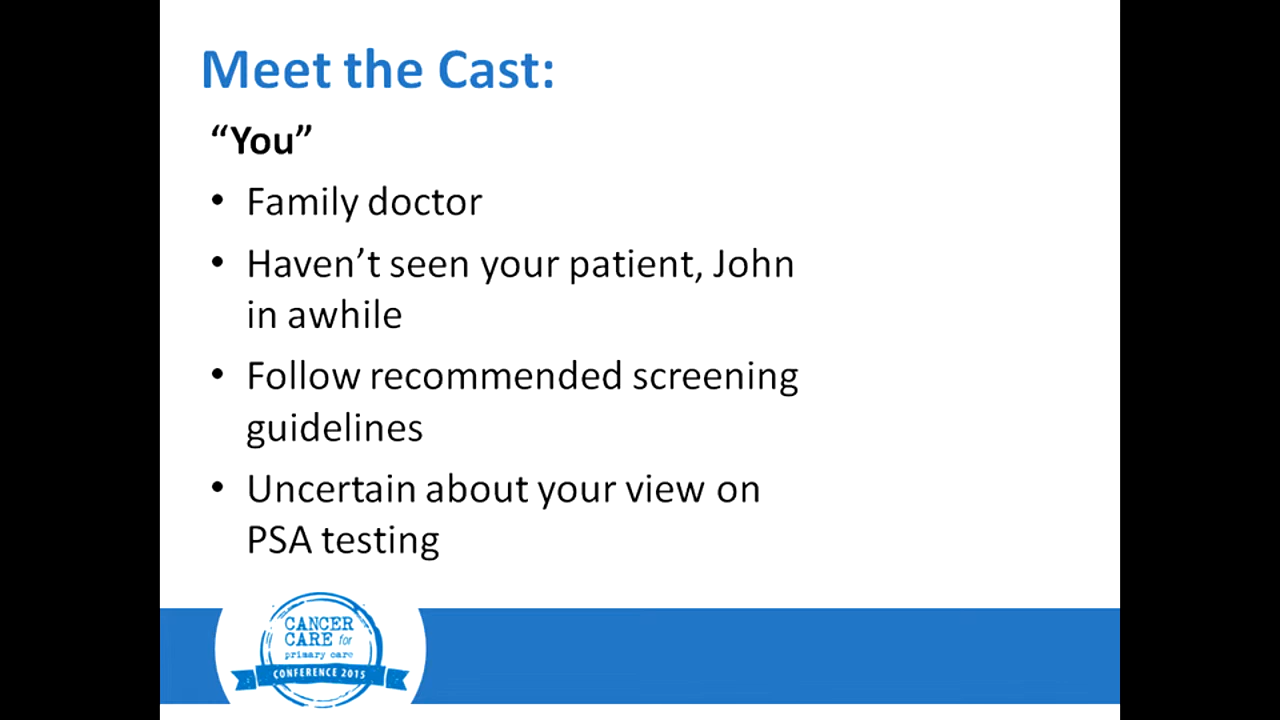 Meet the Cast:
“You”
• Family doctor
• Haven’t seen your patient, John
in awhile
• Follow recommended screening
guidelines
• Uncertain about your view on
PSA testing
CANCER
CARE for
primary care
CONFERENCE 2015